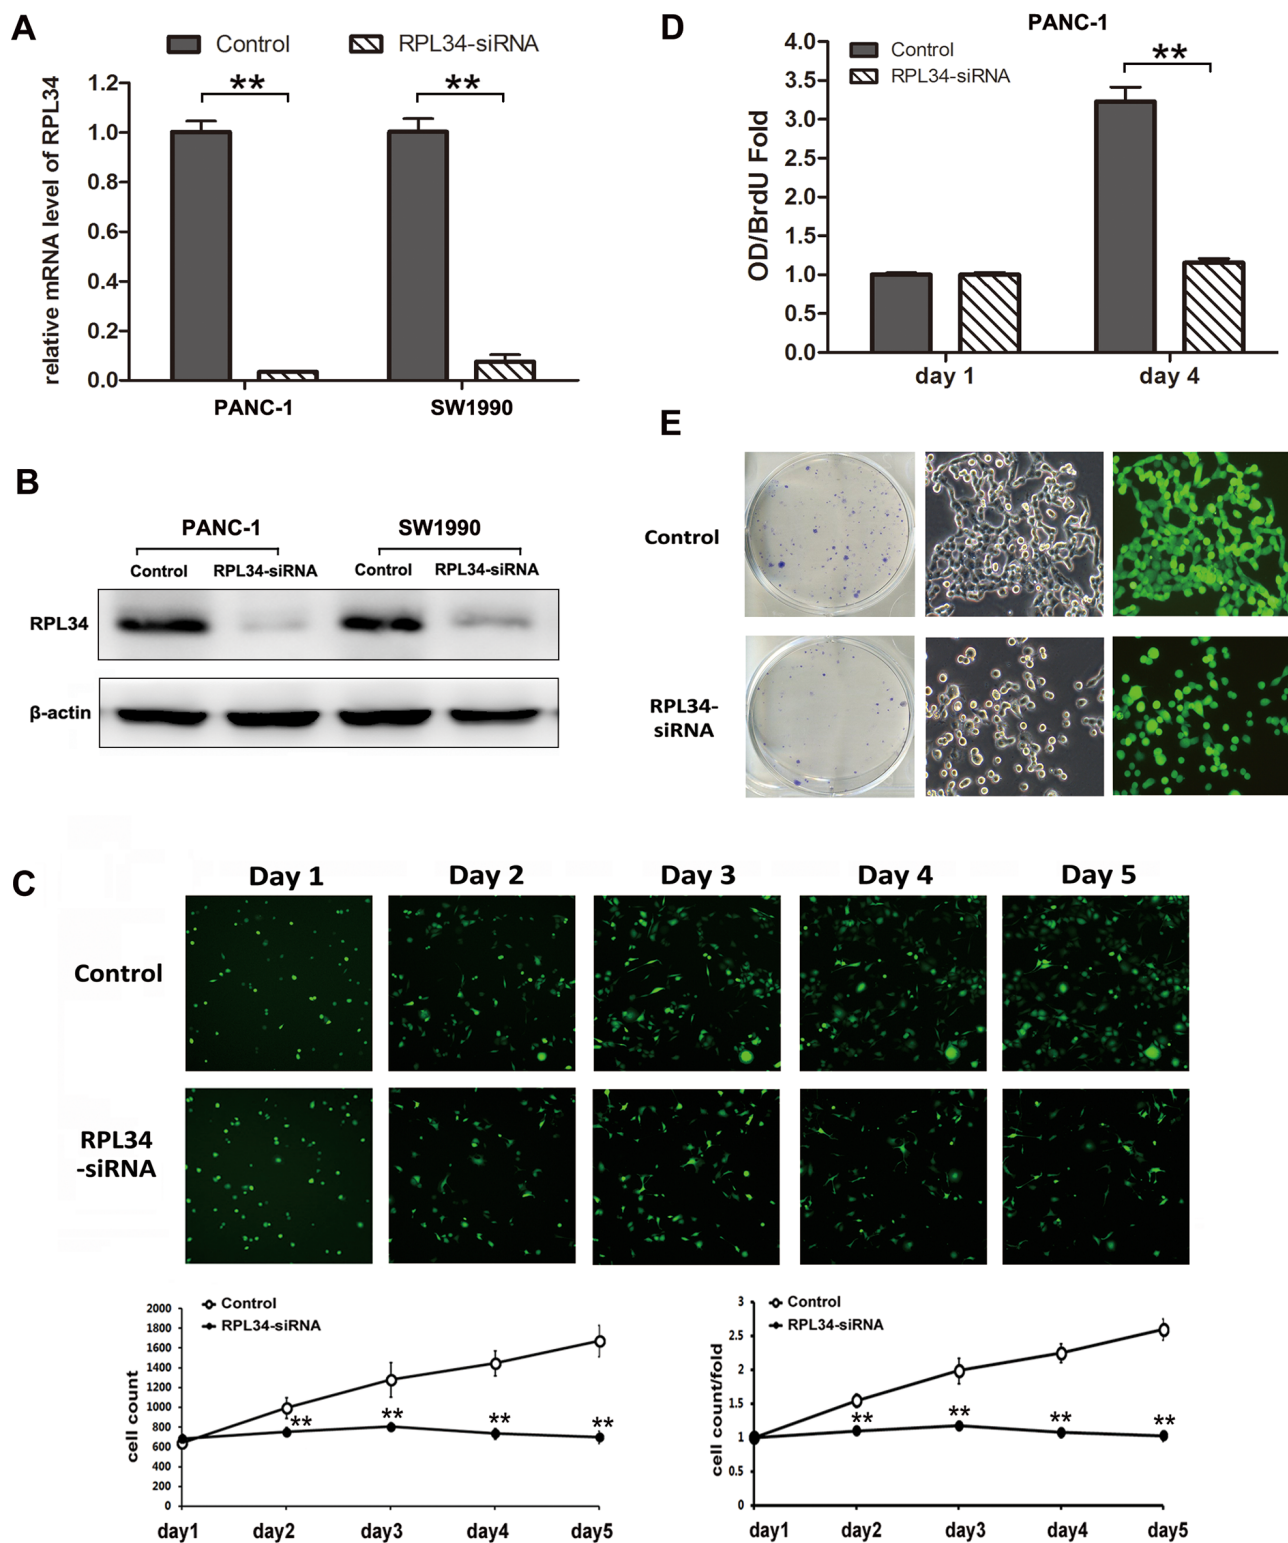 A
Control
RPL34-siRNA
relative mRNA level of RPL34
1.2
1.0
0.8
0.6
0.4
0.2
0.0
**
**
PANC-1
SW1990
D
PANC-1
Control
RPL34-siRNA
OD/BrdU Fold
4.0
3.5
3.0
2.5
2.0
1.5
1.0
0.5
0.0
**
day 1
day 4
B
PANC-1
SW1990
Control
RPL34-siRNA
Control
RPL34-siRNA
RPL34
β-actin
E
Control
RPL34-
siRNA
C
Day 1
Day 2
Day 3
Day 4
Day 5
Control
RPL34
-siRNA
Control
RPL34-siRNA
cell count
2000
1800
1600
1400
1200
1000
800
600
400
200
0
**
**
**
**
day1
day2
day3
day4
day5
Control
RPL34-siRNA
cell count/fold
3
2.5
2
1.5
1
0.5
0
**
**
**
**
day1
day2
day3
day4
day5